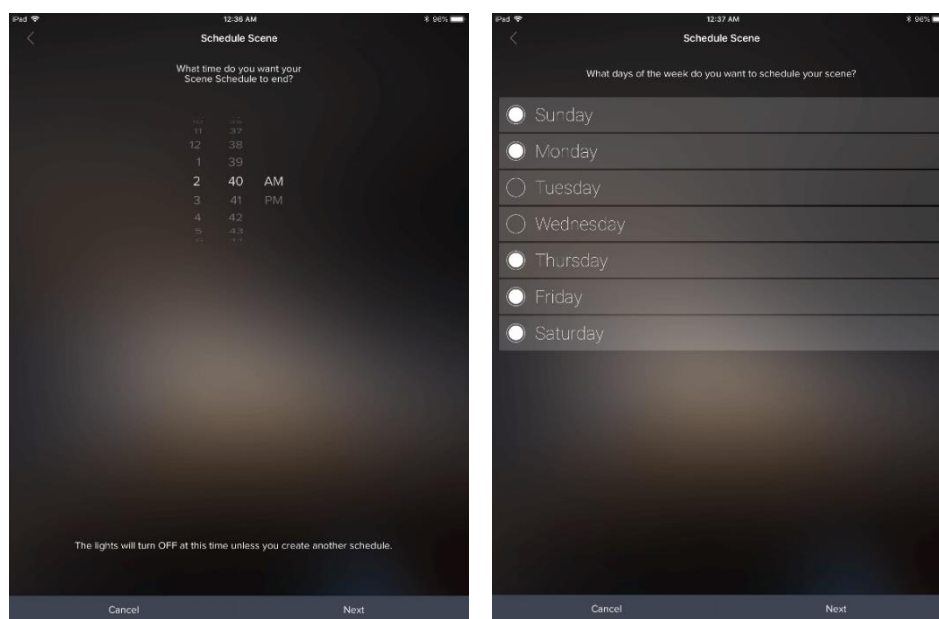 iPad 12:36 AM 96%
Schedule Scene
What time do you want your
Scene Schedule to end?
11 37
12 38
1 39
2 40 AM
3 41 PM
4 42
5 43
The lights will turn OFF at this time unless you create another schedule.
Cancel Next
iPad 12:37 AM 96%
Schedule Scene
What days of the week do you want to schedule your scene?
Sunday
Monday
Tuesday
Wednesday
Thursday
Friday
Saturday
Cancel Next